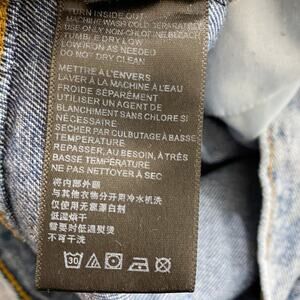 TURN INSIDE OUT
MACHINE WASH COLD SEPARATELY
USE ONLY NON-CHLORINE BLEACH
TUMBLE DRY LOW
LOW IRON AS NEEDED
DO NOT DRY CLEAN
METTRE À L'ENVERS
LAVER À LA MACHINE À L'EAU
FROIDE SÉPARÉMENT
UTILISER UN AGENT DE
BLANCHIMENT SANS CHLORE SI
NÉCESSAIRE
SÉCHER PAR CULBUTAGE À BASSE
TEMPÉRATURE
REPASSER, AU BESOIN, À TRÈS
BASSE TEMPÉRATURE
NE PAS NETTOYER À SEC
将内部外翻
与其他衣物分开用冷水机洗
仅使用无氯漂白剂
低温烘干
需要时低温熨烫
不可干洗
30